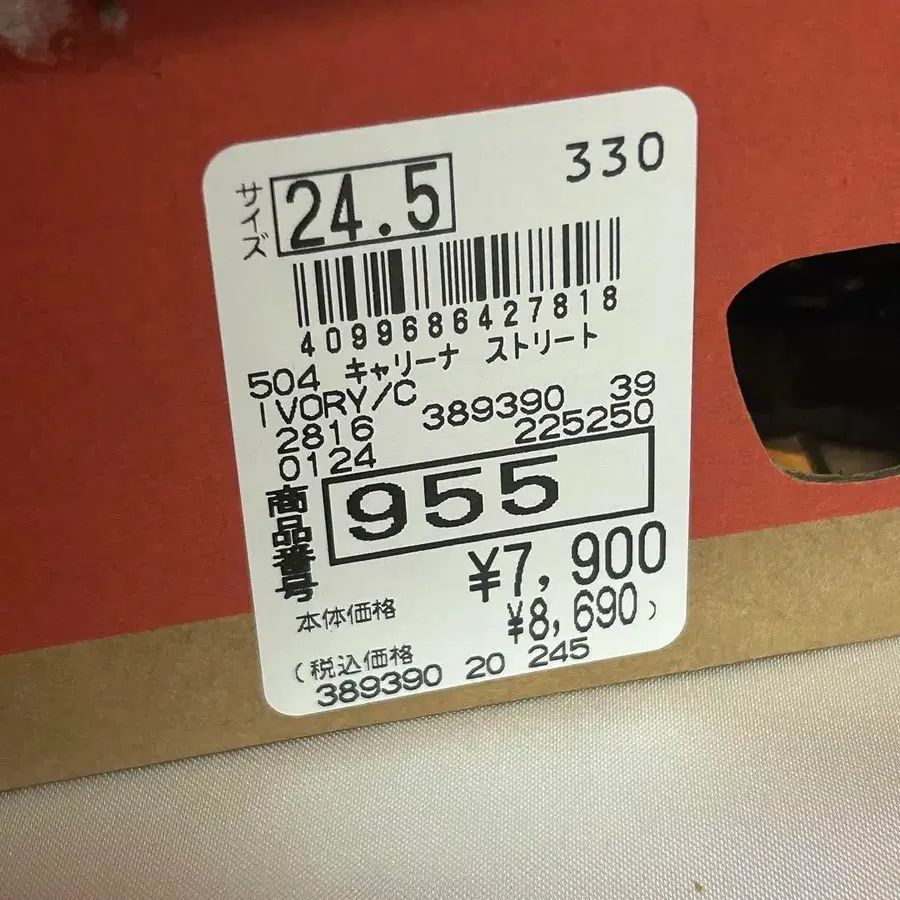 サイズ 24.5 330
4099686427818
504 キャリーナ ストリート
IVORY/C 389390 39
2816 225250
0124
商品番号 955
本体価格 ¥7,900
(税込価格 ¥8,690)
389390 20 245